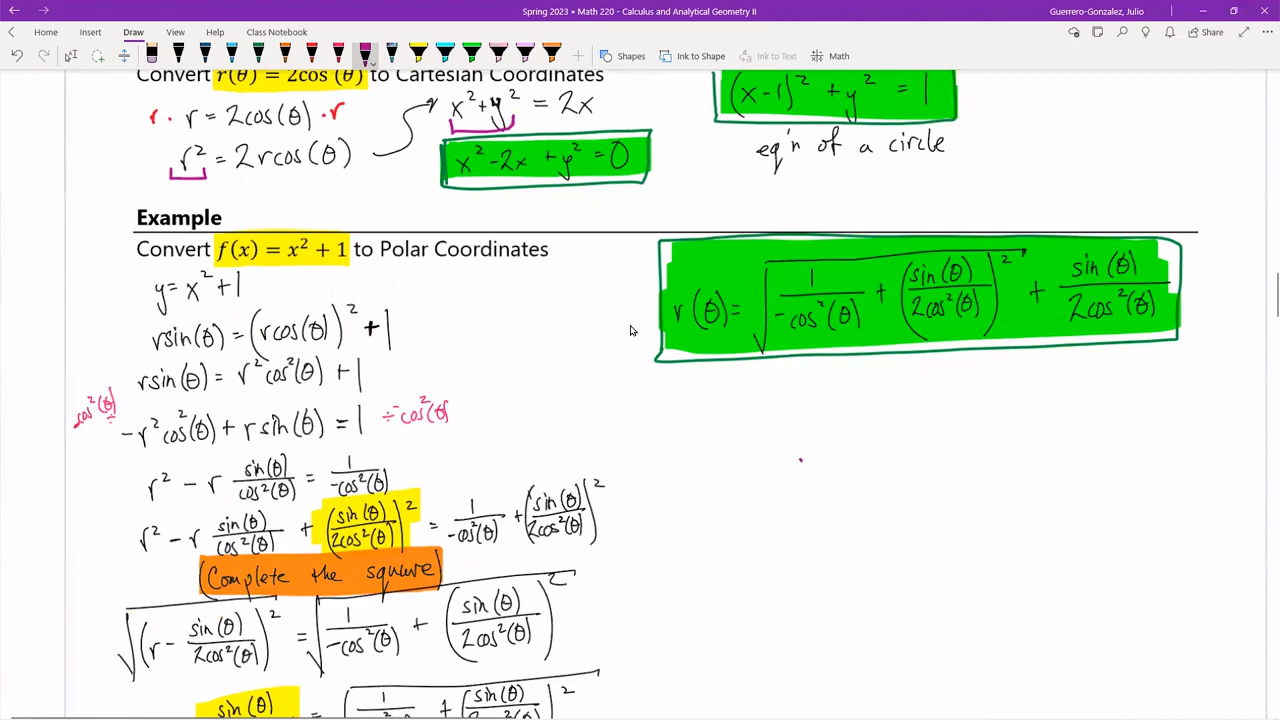 Spring 2023 » Math 220 - Calculus and Analytical Geometry II
Guerrero-Gonzalez, Julio
Home Insert Draw View Help Class Notebook
Share
Shapes Ink to Shape Ink to Text Math
Convert r(θ) = 2cos (θ) to Cartesian Coordinates
r · r = 2cos(θ) · r
r² = 2rcos(θ)
x² + y² = 2x
x² - 2x + y² = 0
(x-1)² + y² = 1
eq'n of a circle
Example
Convert f(x) = x² + 1 to Polar Coordinates
y = x² + 1
rsin(θ) = (rcos(θ))² + 1
rsin(θ) = r²cos²(θ) + 1
cos²(θ) ÷ -r²cos²(θ) + rsin(θ) = 1 ÷ -cos²(θ)
r² - r sin(θ)/cos²(θ) = 1/-cos²(θ)
r² - r sin(θ)/cos²(θ) + (sin(θ)/2cos²(θ))² = 1/-cos²(θ) + (sin(θ)/2cos²(θ))²
(Complete the square)
√(r - sin(θ)/2cos²(θ))² = √1/-cos²(θ) + (sin(θ)/2cos²(θ))²
r(θ) = √1/-cos²(θ) + (sin(θ)/2cos²(θ))² + sin(θ)/2cos²(θ)
sin(θ) = √1 + (sin(θ))²